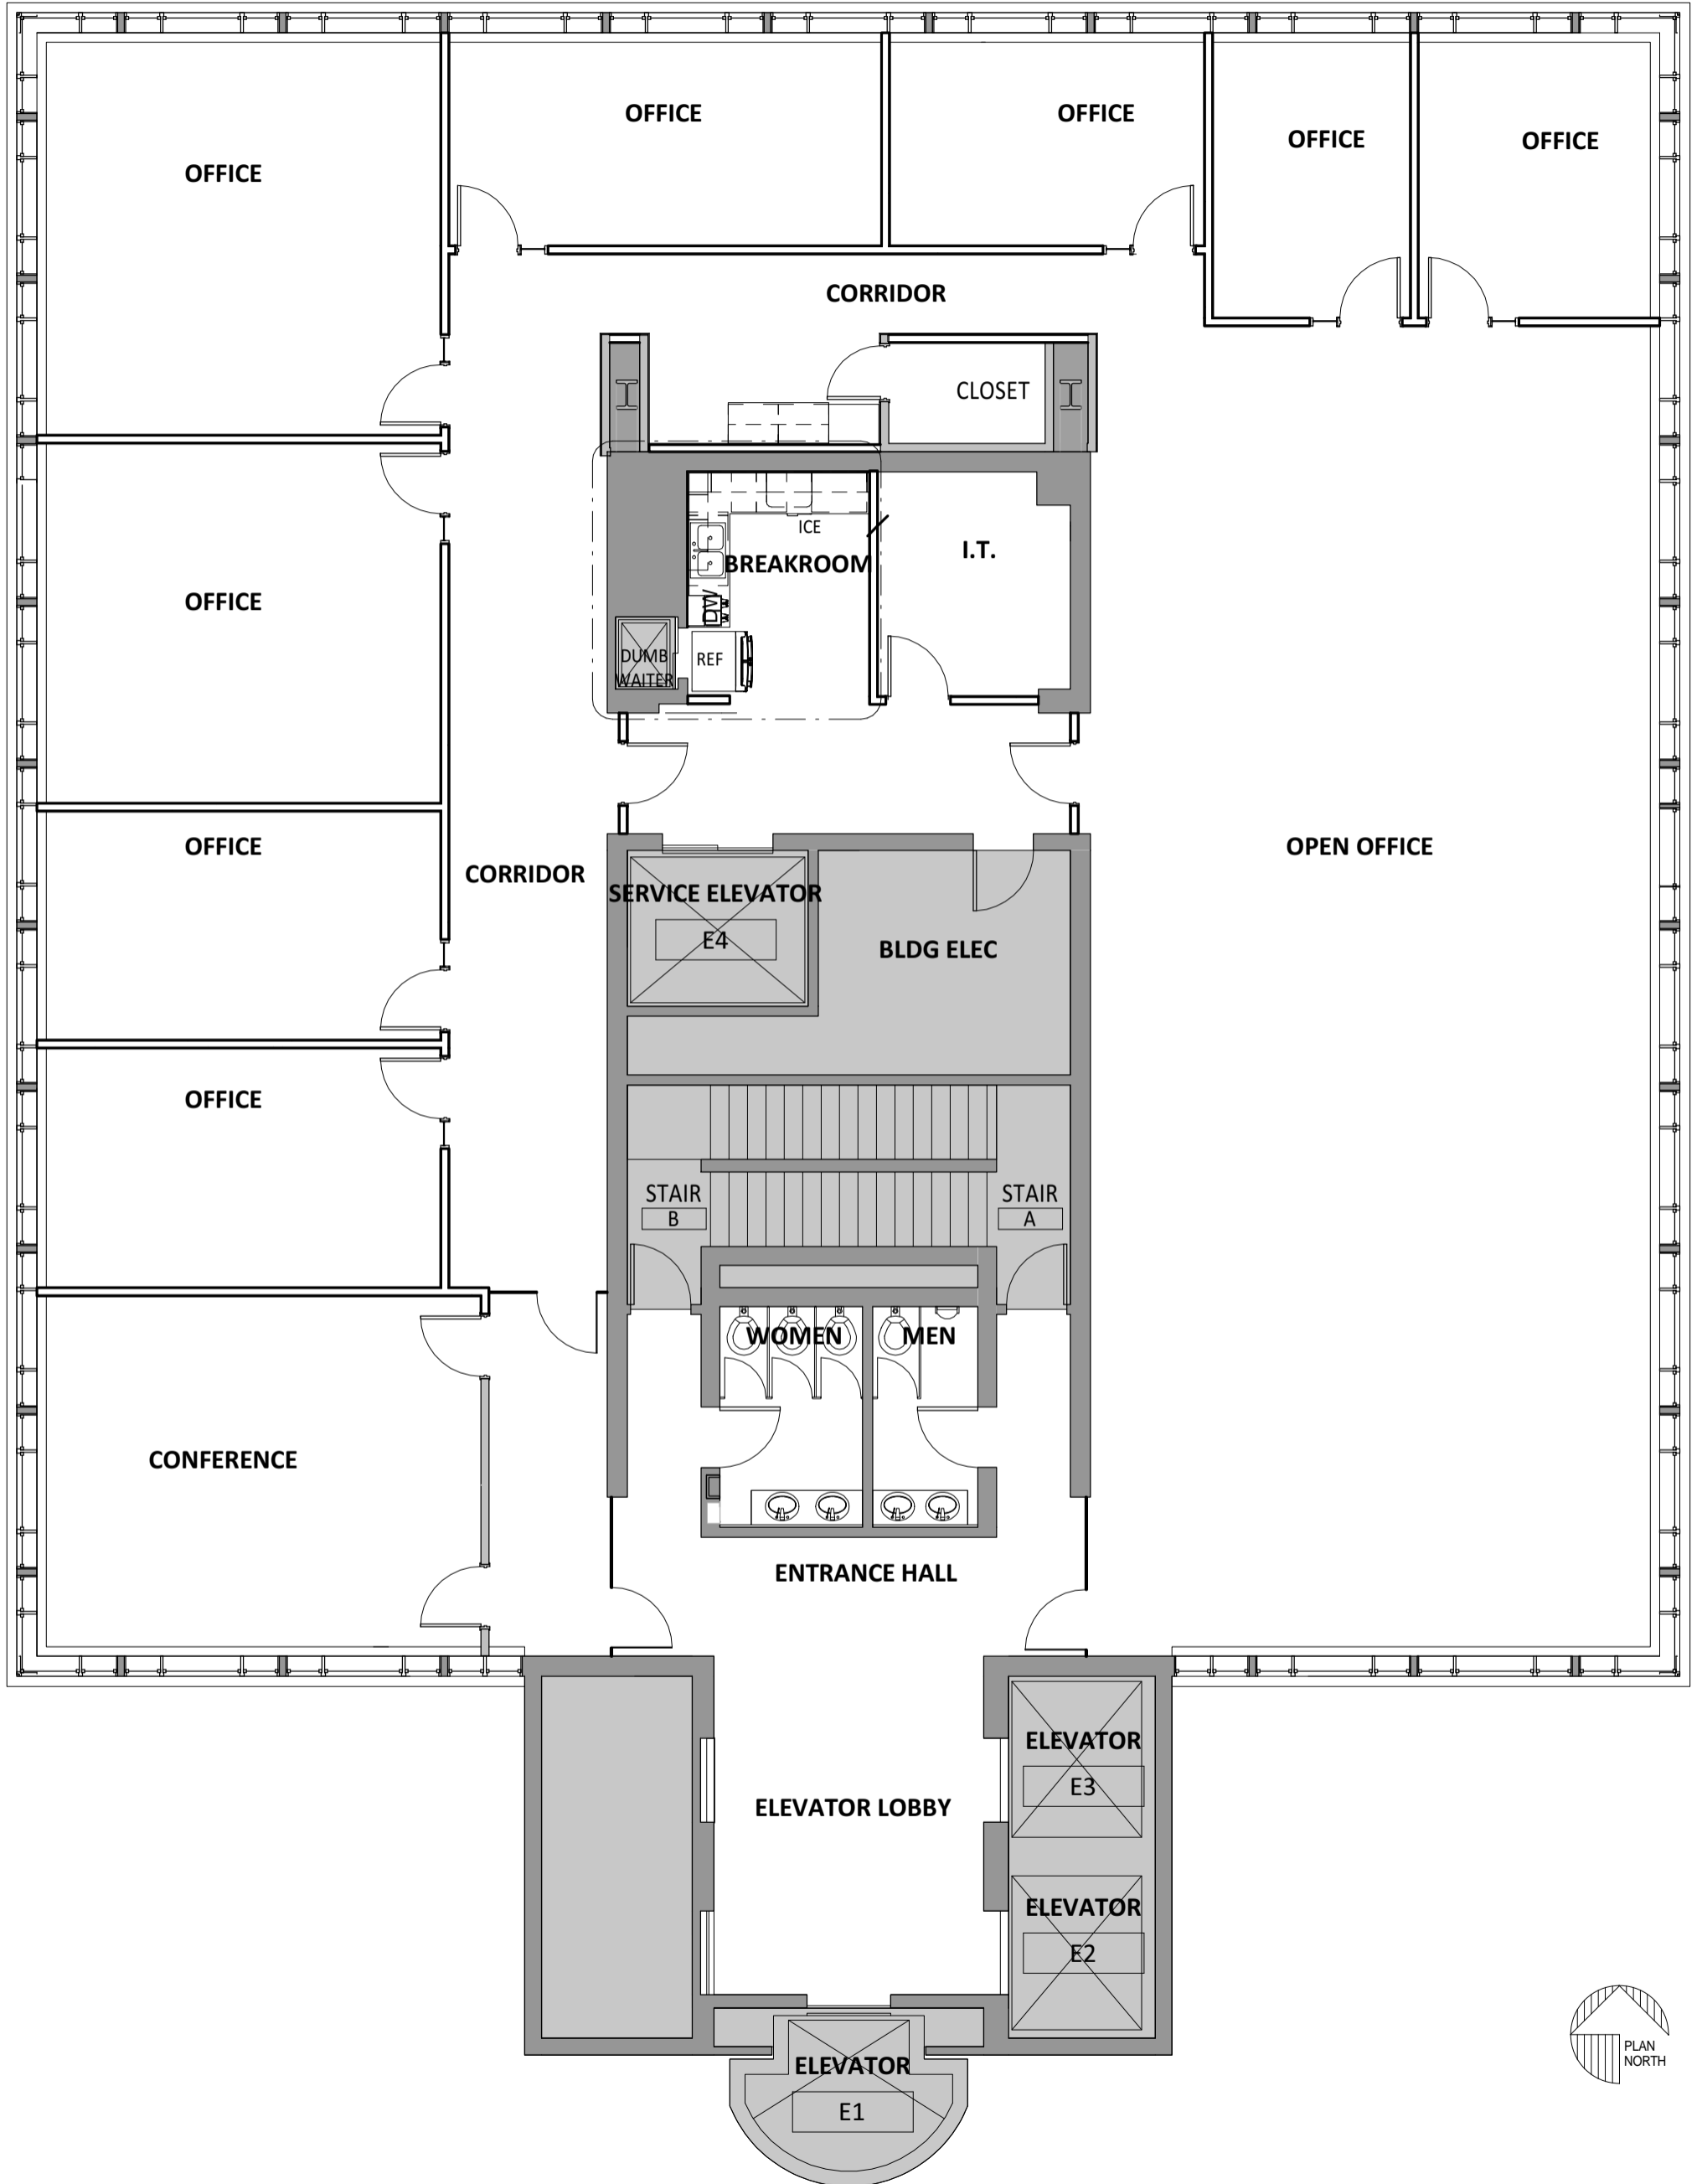 OFFICE
OFFICE
OFFICE
OFFICE
OFFICE
CORRIDOR
CLOSET
ICE
BREAKROOM
I.T.
DW
OFFICE
DUMB
WAITER
REF
OFFICE
CORRIDOR
OPEN OFFICE
SERVICE ELEVATOR
E4
BLDG ELEC
OFFICE
STAIR
B
STAIR
A
WOMEN
MEN
CONFERENCE
ENTRANCE HALL
ELEVATOR
E3
ELEVATOR LOBBY
ELEVATOR
E2
ELEVATOR
E1
PLAN
NORTH